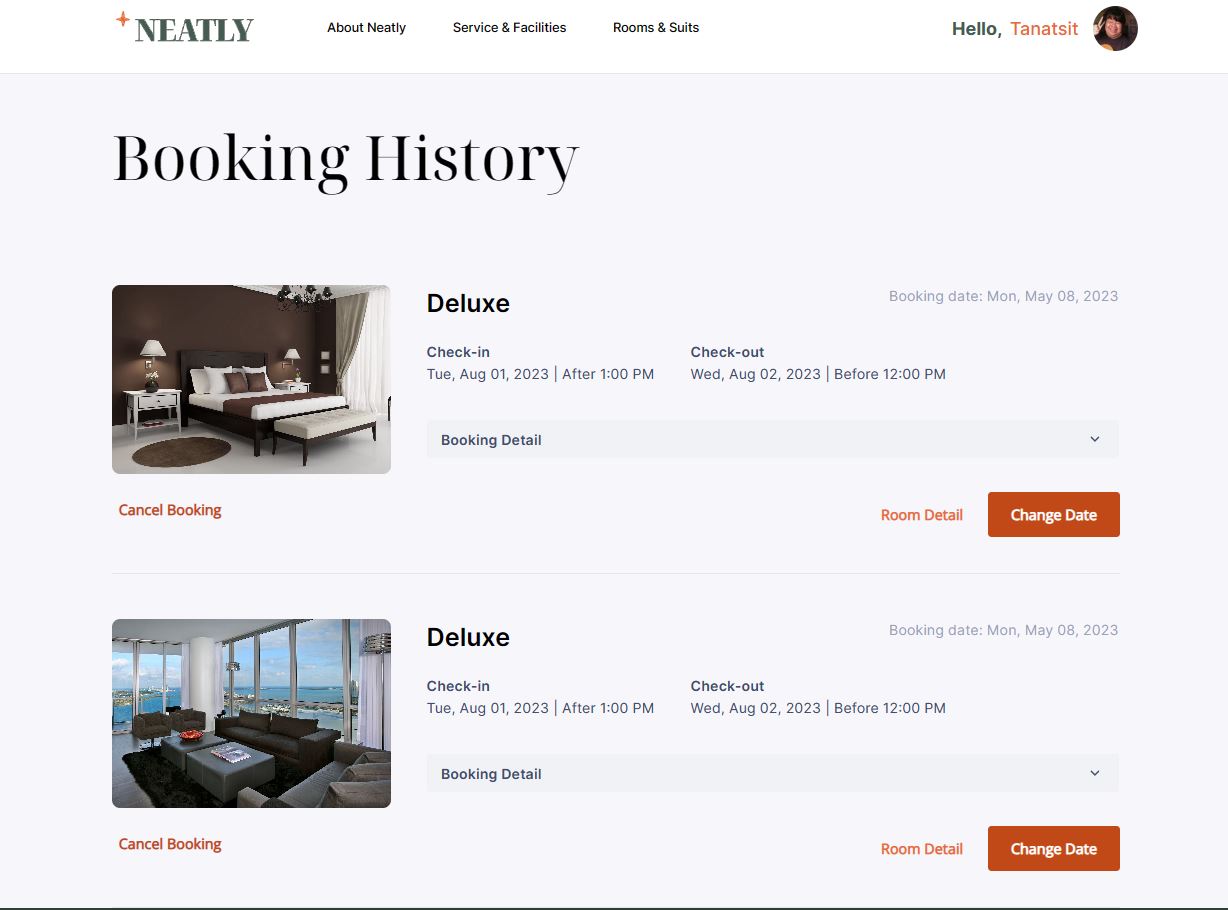 NEATLY
About Neatly
Service & Facilities
Rooms & Suits
Hello, Tanatsit
Booking History
Deluxe
Booking date: Mon, May 08, 2023
Check-in
Check-out
Tue, Aug 01, 2023 | After 1:00 PM
Wed, Aug 02, 2023 | Before 12:00 PM
Booking Detail
Cancel Booking
Room Detail
Change Date
Deluxe
Booking date: Mon, May 08, 2023
Check-in
Check-out
Tue, Aug 01, 2023 | After 1:00 PM
Wed, Aug 02, 2023 | Before 12:00 PM
Booking Detail
Cancel Booking
Room Detail
Change Date